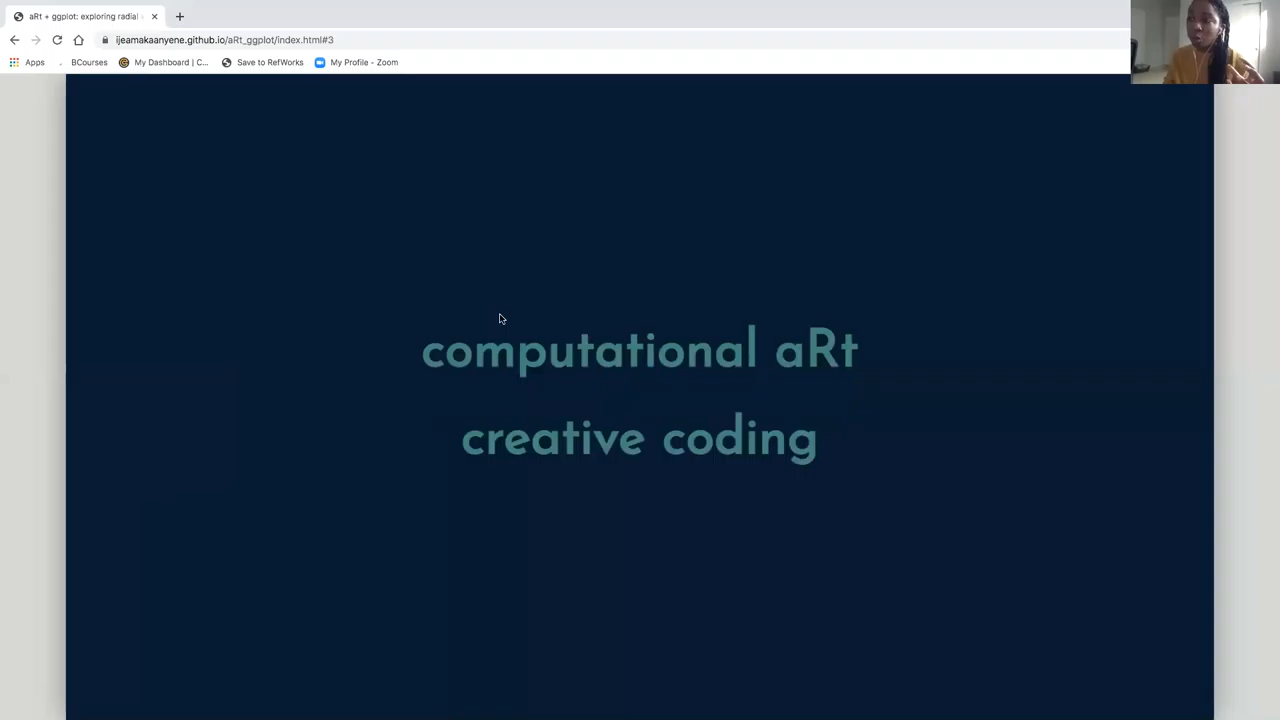 aRt + ggplot: exploring radial
ijeamakaanyene.github.io/aRt_ggplot/index.html#3
Apps
BCourses
My Dashboard | C...
Save to RefWorks
My Profile - Zoom
computational aRt
creative coding